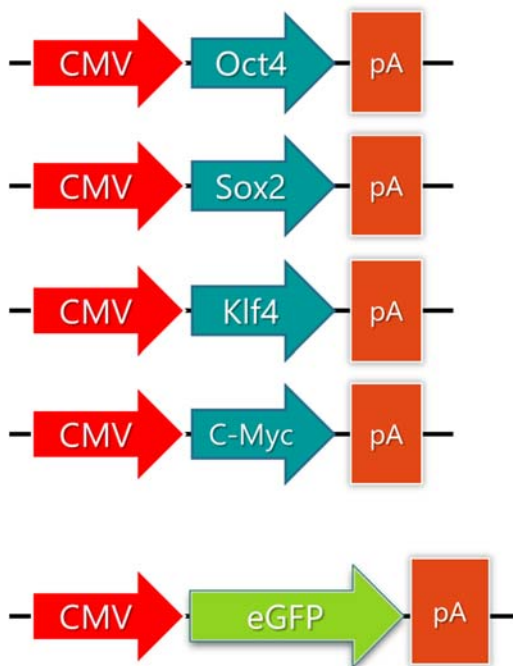 CMV Oct4 pA
CMV Sox2 pA
CMV Klf4 pA
CMV C-Myc pA
CMV eGFP pA